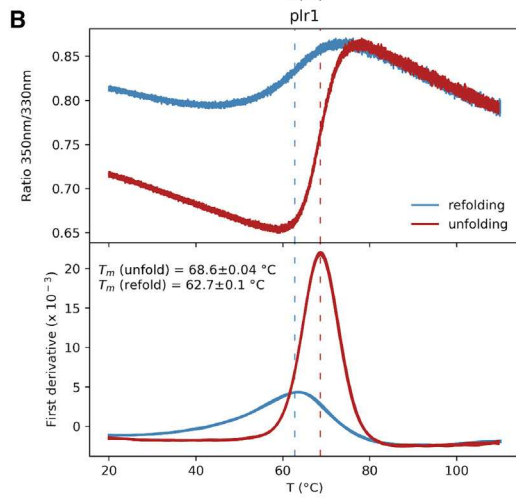 B
plr1
Ratio 350nm/330nm
0.85
0.80
0.75
0.70
0.65
refolding
unfolding
First derivative (x 10⁻³)
20
15
10
5
0
Tₘ (unfold) = 68.6±0.04 °C
Tₘ (refold) = 62.7±0.1 °C
20
40
60
80
100
T (°C)